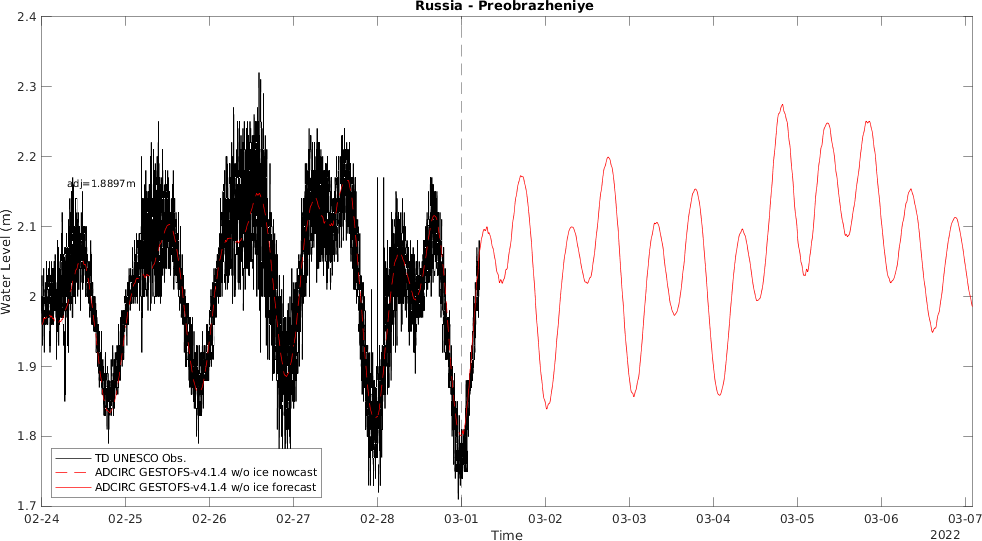 Russia - Preobrazheniye
2.4
2.3
2.2
2.1
2
1.9
1.8
1.7
Water Level (m)
adj=1.8897m
TD UNESCO Obs.
ADCIRC GESTOFS-v4.1.4 w/o ice nowcast
ADCIRC GESTOFS-v4.1.4 w/o ice forecast
02-24 02-25 02-26 02-27 02-28 03-01 03-02 03-03 03-04 03-05 03-06 03-07
Time
2022